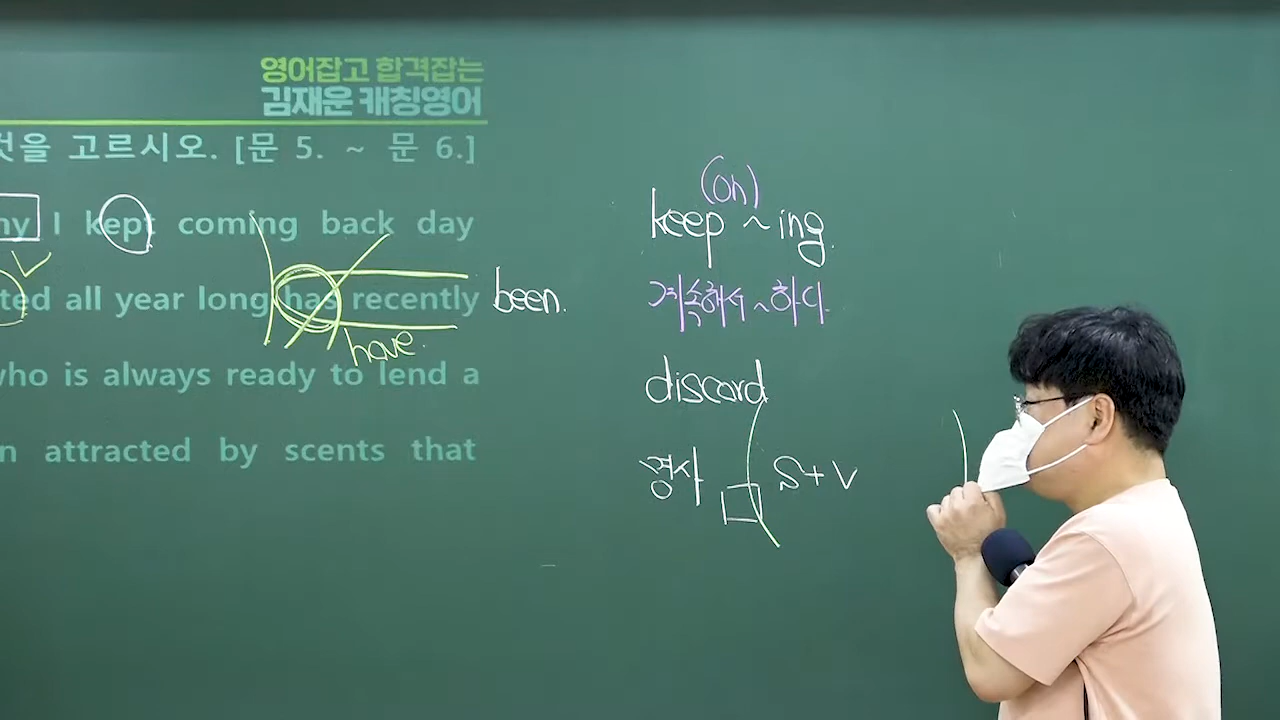 영어잡고 합격잡는
김재운 캐칭영어
것을 고르시오. [문 5. ~ 문 6.]
ny I kept coming back day
ted all year long has recently been.
have.
who is always ready to lend a
n attracted by scents that
(on)
keep ~ing.
계속해서 ~하다.
discard
명사 S+V